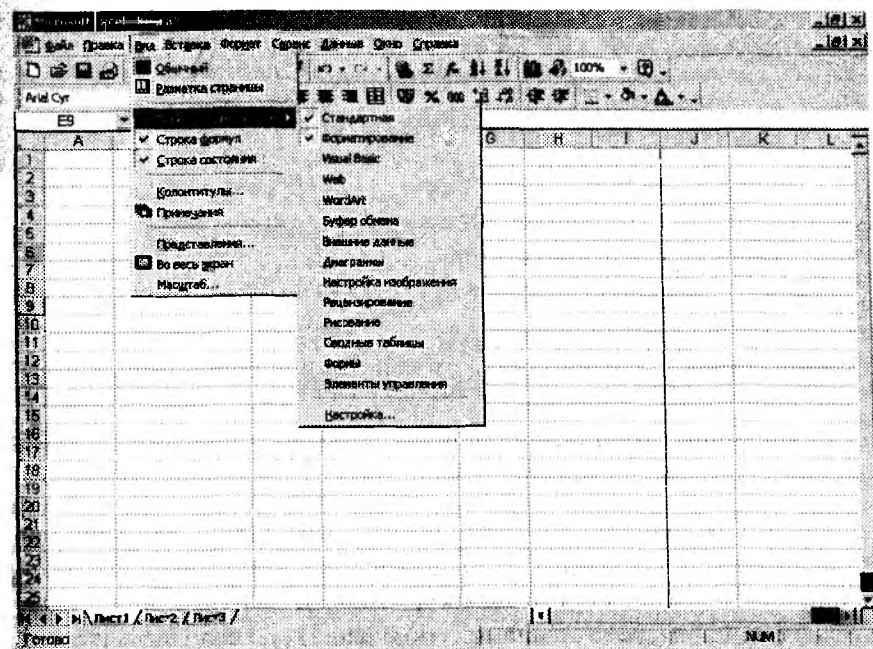 Microsoft Excel
Файл Правка Вид Вставка Формат Сервис Данные Окно Справка
100%
Arial Cyr
E9
Обычный
Разметка страницы
Строка формул
Строка состояния
Колонтитулы...
Примечания
Представления...
Во весь экран
Масштаб...
Стандартная
Форматирование
Visual Basic
Web
WordArt
Буфер обмена
Внешние данные
Диаграммы
Настройка изображения
Рецензирование
Рисование
Сводные таблицы
Формы
Элементы управления
Настройка...
A G H I J K L
1
2
3
4
5
6
7
8
9
10
11
12
13
14
15
16
17
18
19
20
21
22
23
24
25
Лист1 Лист2 Лист3
Готово NUM